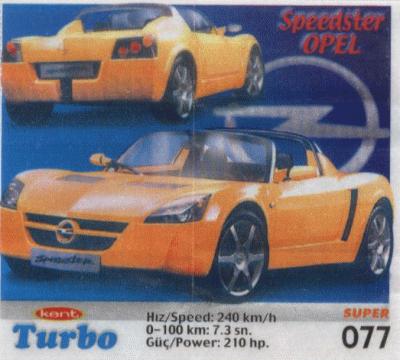 Speedster
OPEL
Speedster
kent
Turbo
Hız/Speed: 240 km/h
0-100 km: 7.3 sn.
Güç/Power: 210 hp.
SUPER
077